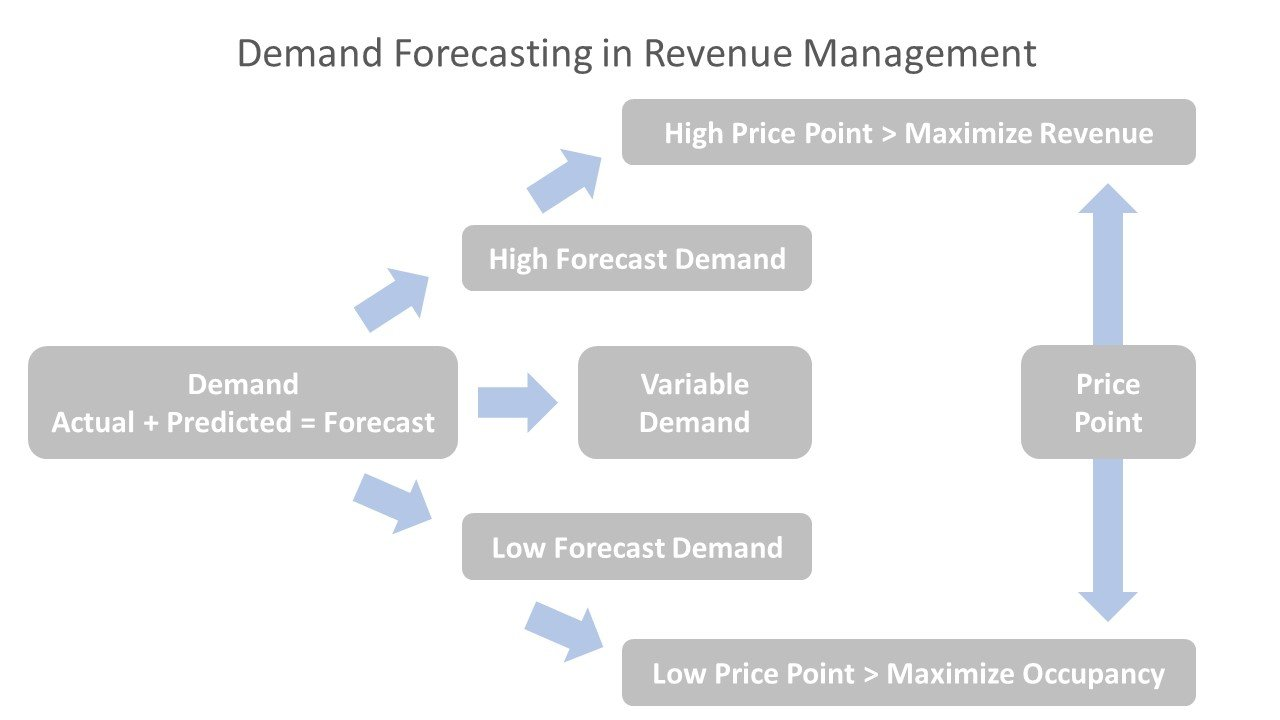 Demand Forecasting in Revenue Management
High Price Point > Maximize Revenue
High Forecast Demand
Demand
Actual + Predicted = Forecast
Variable
Demand
Price
Point
Low Forecast Demand
Low Price Point > Maximize Occupancy